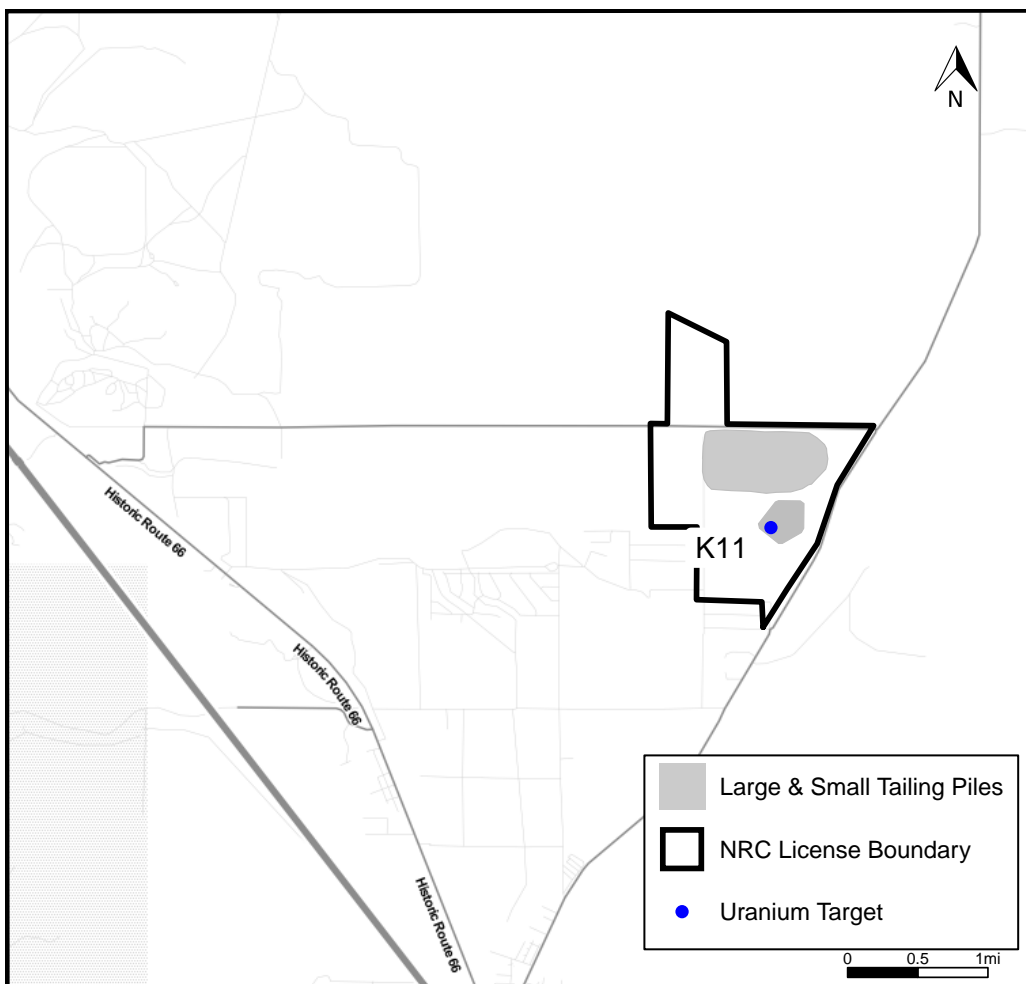 N
Historic Route 66
K11
Historic Route 66
Historic Route 66
Large & Small Tailing Piles
NRC License Boundary
Uranium Target
0 0.5 1mi